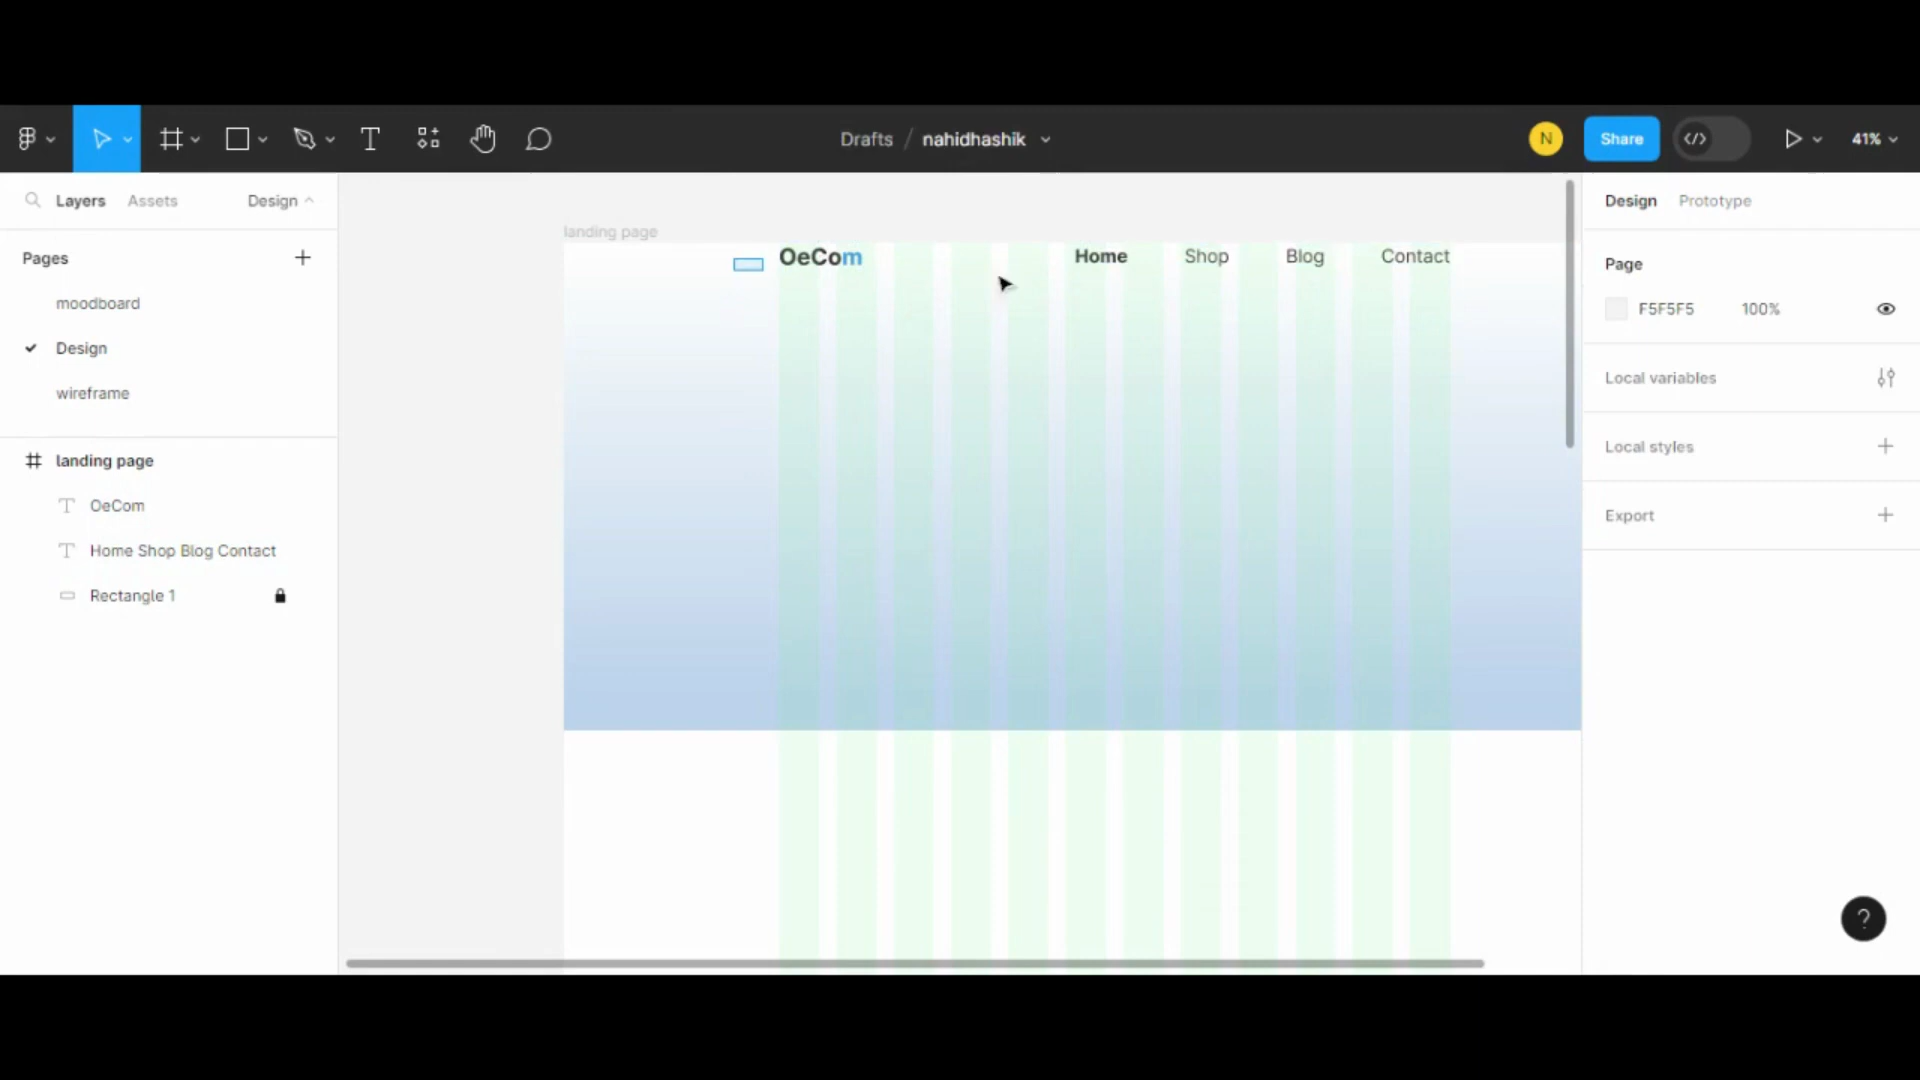 Drafts / nahidhashik
N
Share
41%
Layers
Assets
Design
Pages
moodboard
Design
wireframe
landing page
OeCom
Home Shop Blog Contact
Rectangle 1
landing page
OeCom
Home
Shop
Blog
Contact
Design
Prototype
Page
F5F5F5
100%
Local variables
Local styles
Export
?